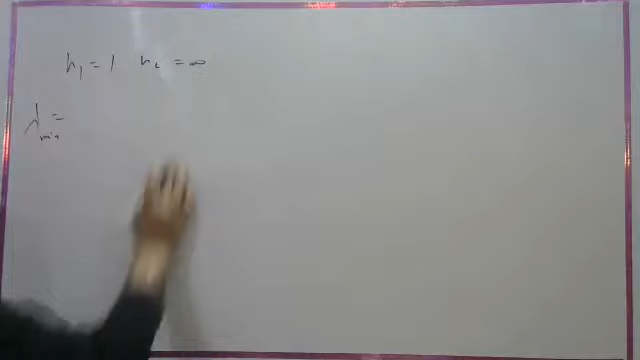 n₁ = 1 n₂ = ∞
λmin =